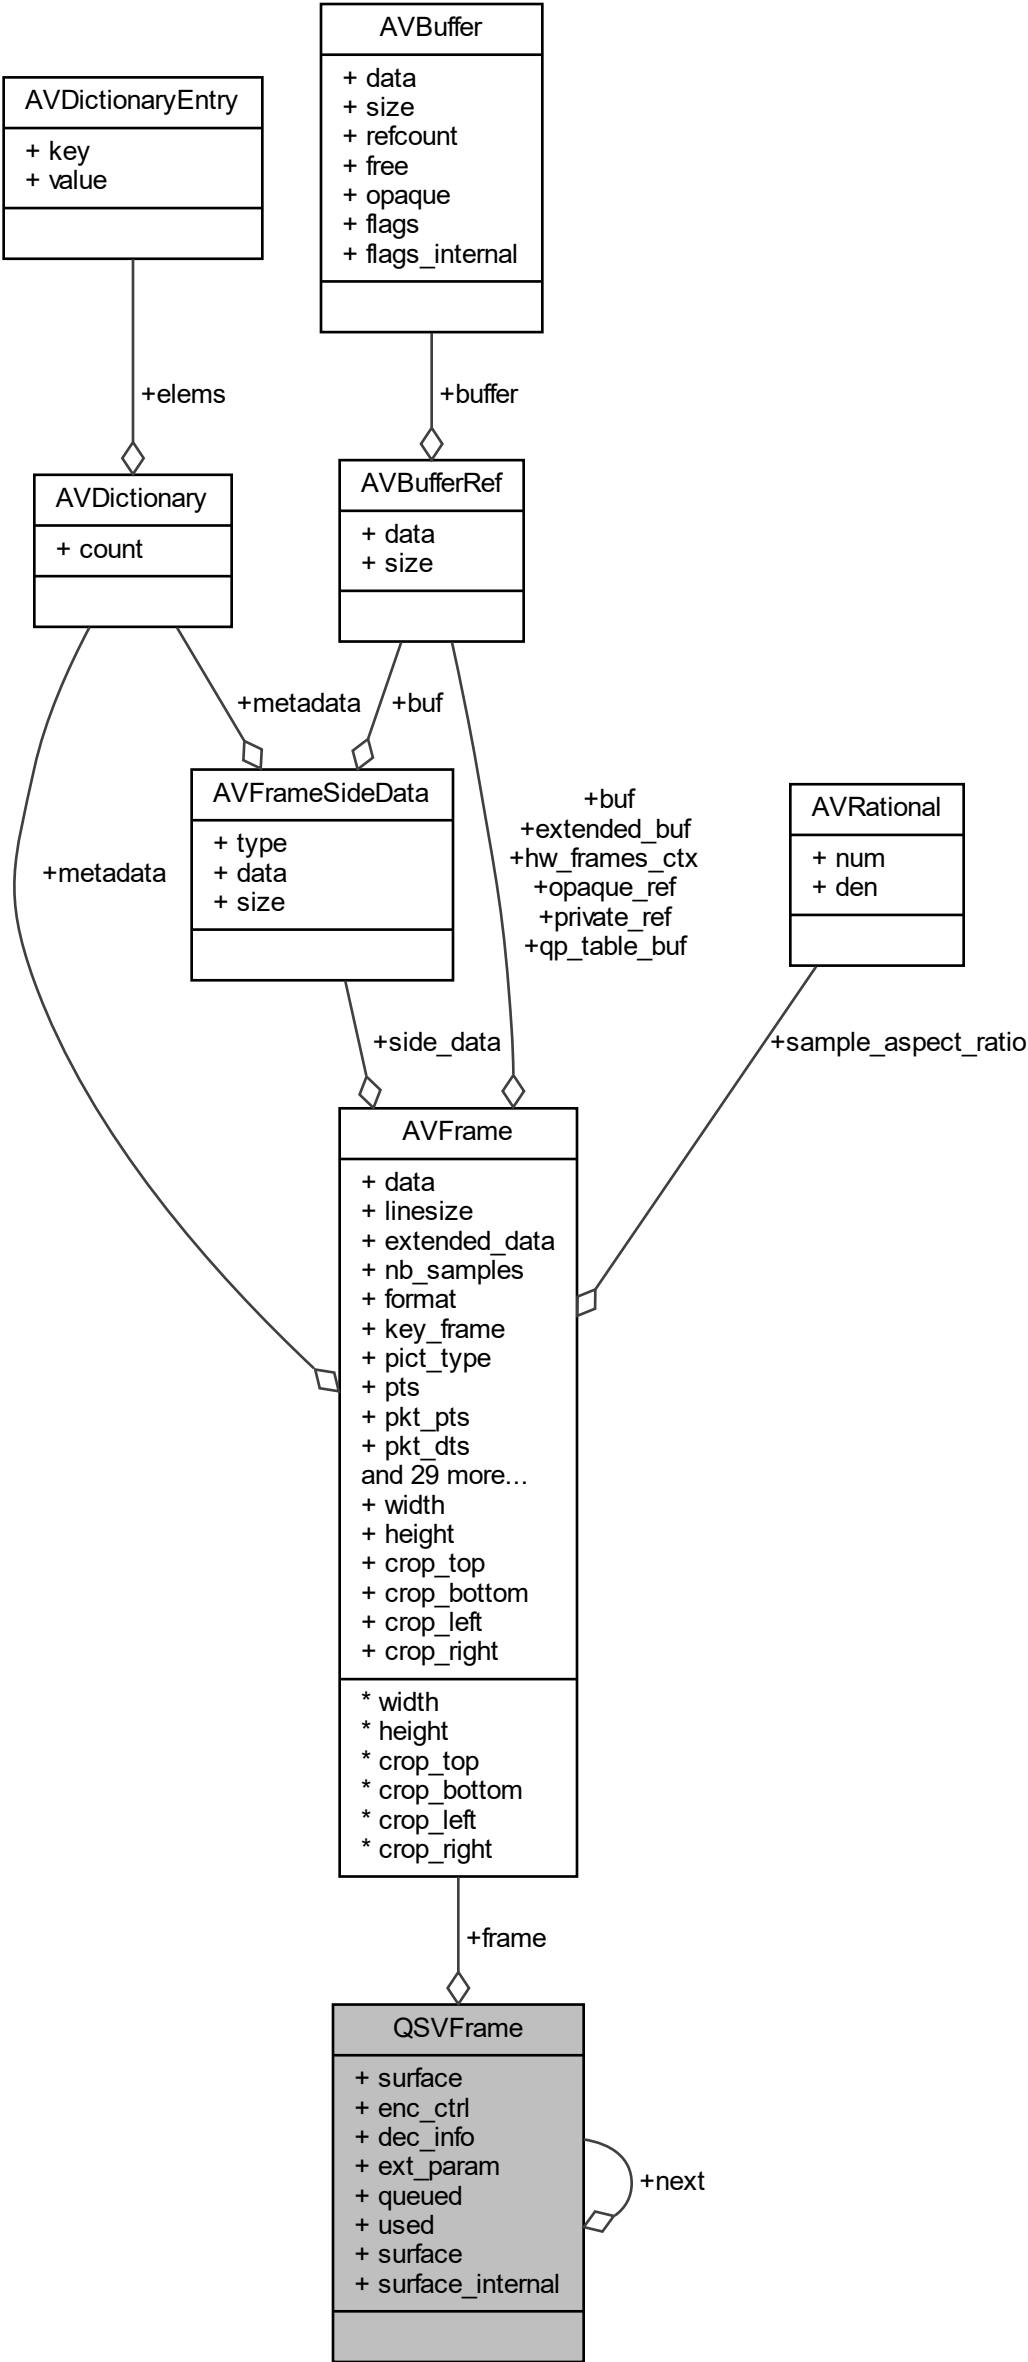 AVBuffer
+ data
+ size
+ refcount
+ free
+ opaque
+ flags
+ flags_internal
AVDictionaryEntry
+ key
+ value
+elems
+buffer
AVDictionary
+ count
AVBufferRef
+ data
+ size
+metadata
+buf
AVFrameSideData
+ type
+ data
+ size
+buf
+extended_buf
+hw_frames_ctx
+opaque_ref
+private_ref
+qp_table_buf
AVRational
+ num
+ den
+metadata
+side_data
+sample_aspect_ratio
AVFrame
+ data
+ linesize
+ extended_data
+ nb_samples
+ format
+ key_frame
+ pict_type
+ pts
+ pkt_pts
+ pkt_dts
and 29 more...
+ width
+ height
+ crop_top
+ crop_bottom
+ crop_left
+ crop_right
* width
* height
* crop_top
* crop_bottom
* crop_left
* crop_right
+frame
QSVFrame
+ surface
+ enc_ctrl
+ dec_info
+ ext_param
+ queued
+ used
+ surface
+ surface_internal
+next